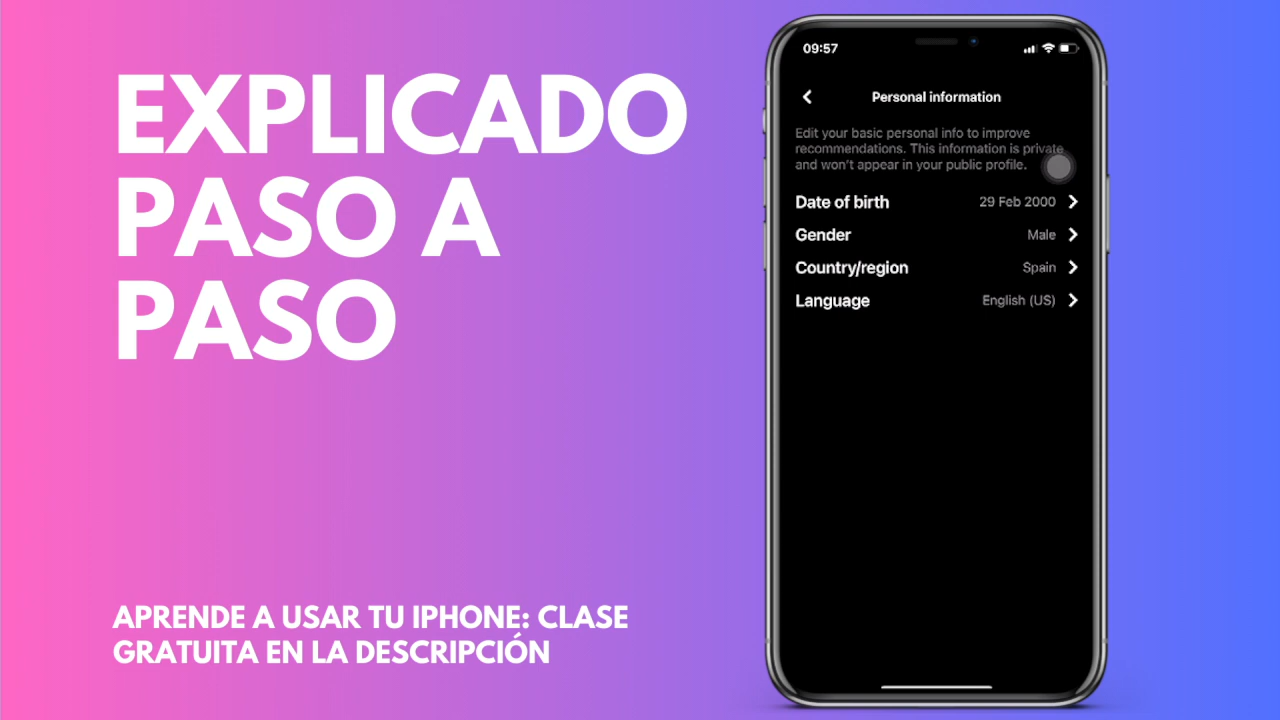 EXPLICADO
PASO A
PASO
APRENDE A USAR TU IPHONE: CLASE
GRATUITA EN LA DESCRIPCIÓN
09:57
Personal information
Edit your basic personal info to improve
recommendations. This information is private
and won't appear in your public profile.
Date of birth 29 Feb 2000
Gender Male
Country/region Spain
Language English (US)